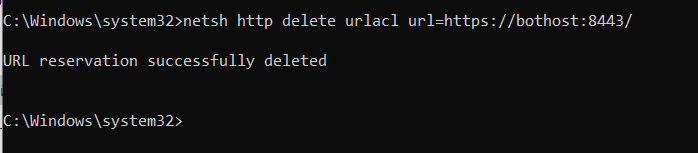 C:\Windows\system32>netsh http delete urlacl url=https://bothost:8443/
URL reservation successfully deleted
C:\Windows\system32>